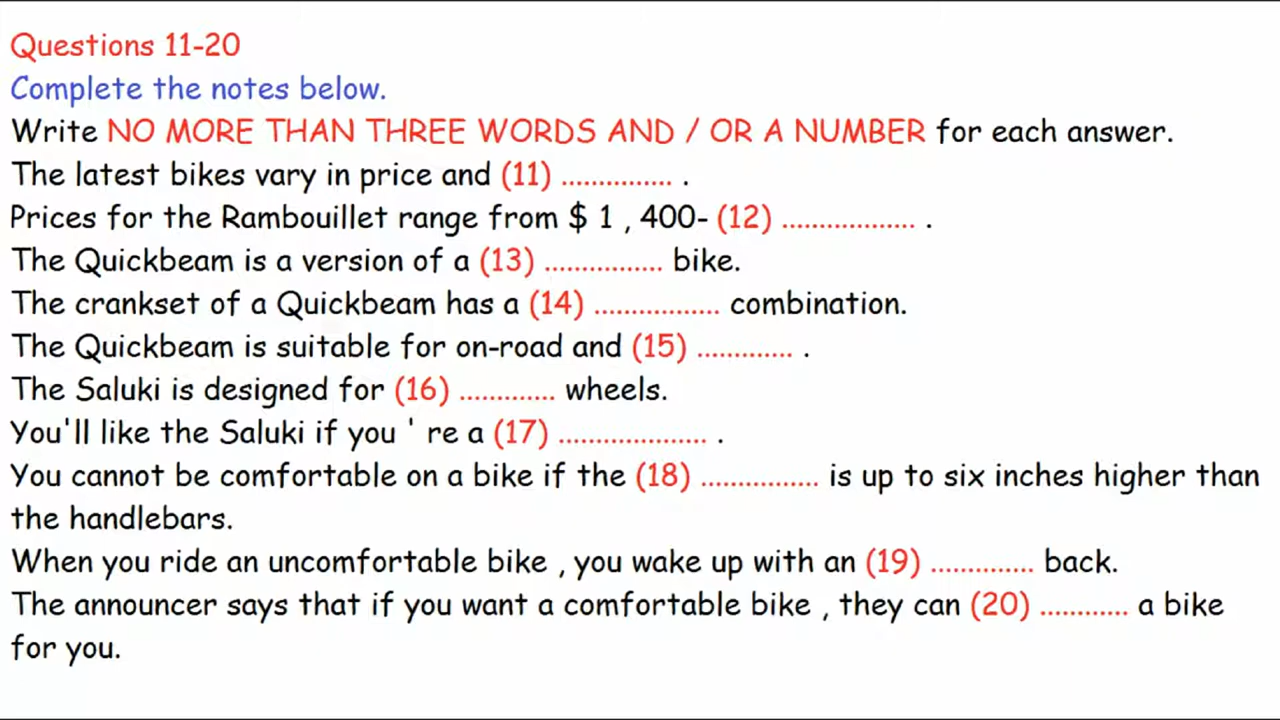 Questions 11-20
Complete the notes below.
Write NO MORE THAN THREE WORDS AND / OR A NUMBER for each answer.
The latest bikes vary in price and (11) ............... .
Prices for the Rambouillet range from $ 1 , 400- (12) .................. .
The Quickbeam is a version of a (13) ................ bike.
The crankset of a Quickbeam has a (14) ................. combination.
The Quickbeam is suitable for on-road and (15) ............. .
The Saluki is designed for (16) ............. wheels.
You'll like the Saluki if you ' re a (17) .................... .
You cannot be comfortable on a bike if the (18) ................ is up to six inches higher than
the handlebars.
When you ride an uncomfortable bike , you wake up with an (19) .............. back.
The announcer says that if you want a comfortable bike , they can (20) ............ a bike
for you.